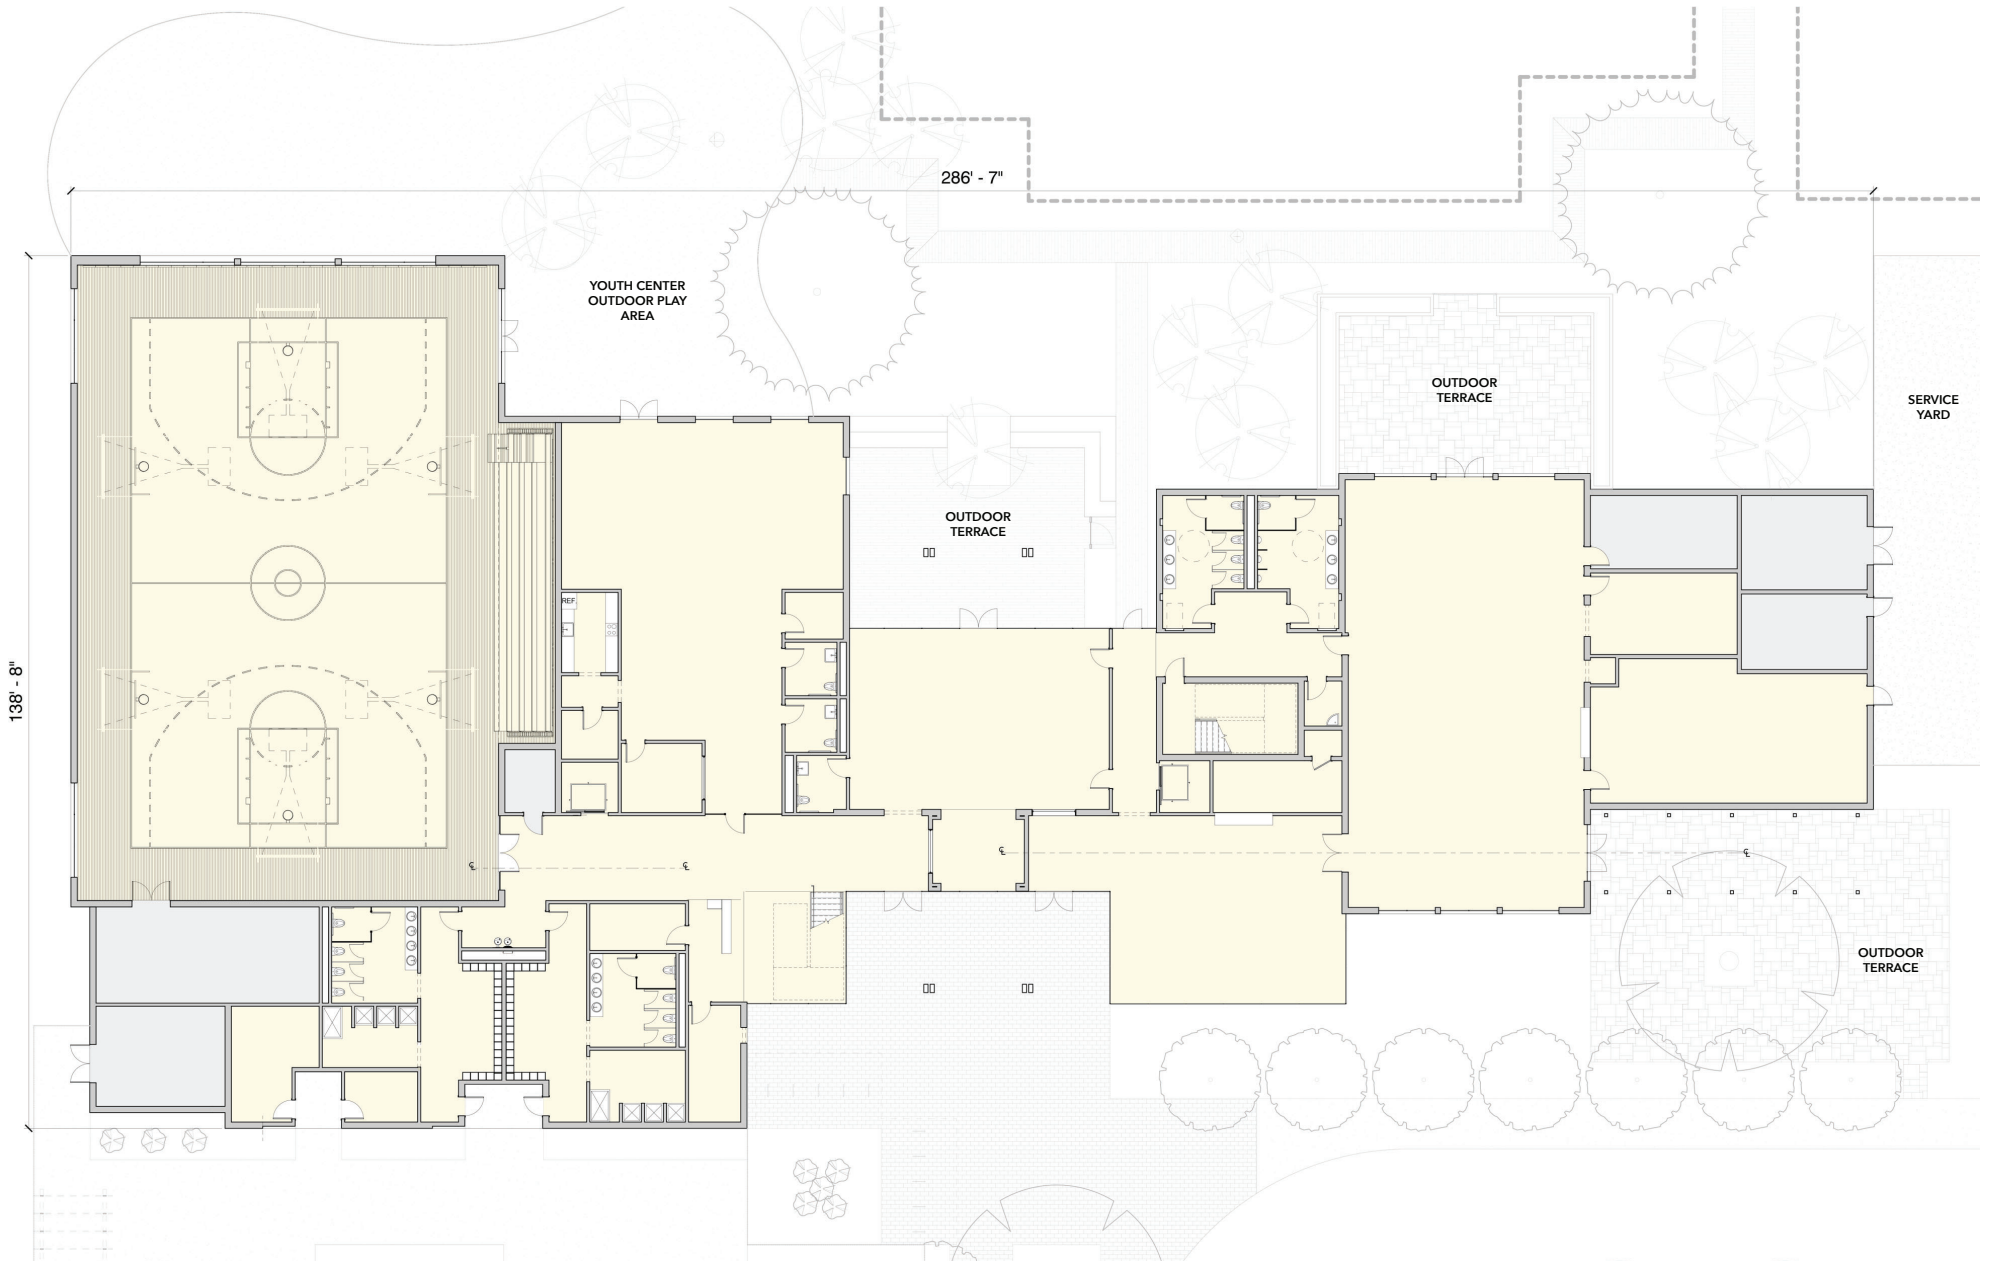 286' - 7"
YOUTH CENTER
OUTDOOR PLAY
AREA
OUTDOOR
TERRACE
SERVICE
YARD
OUTDOOR
TERRACE
REF.
138' - 8"
℄
℄
℄
℄
OUTDOOR
TERRACE